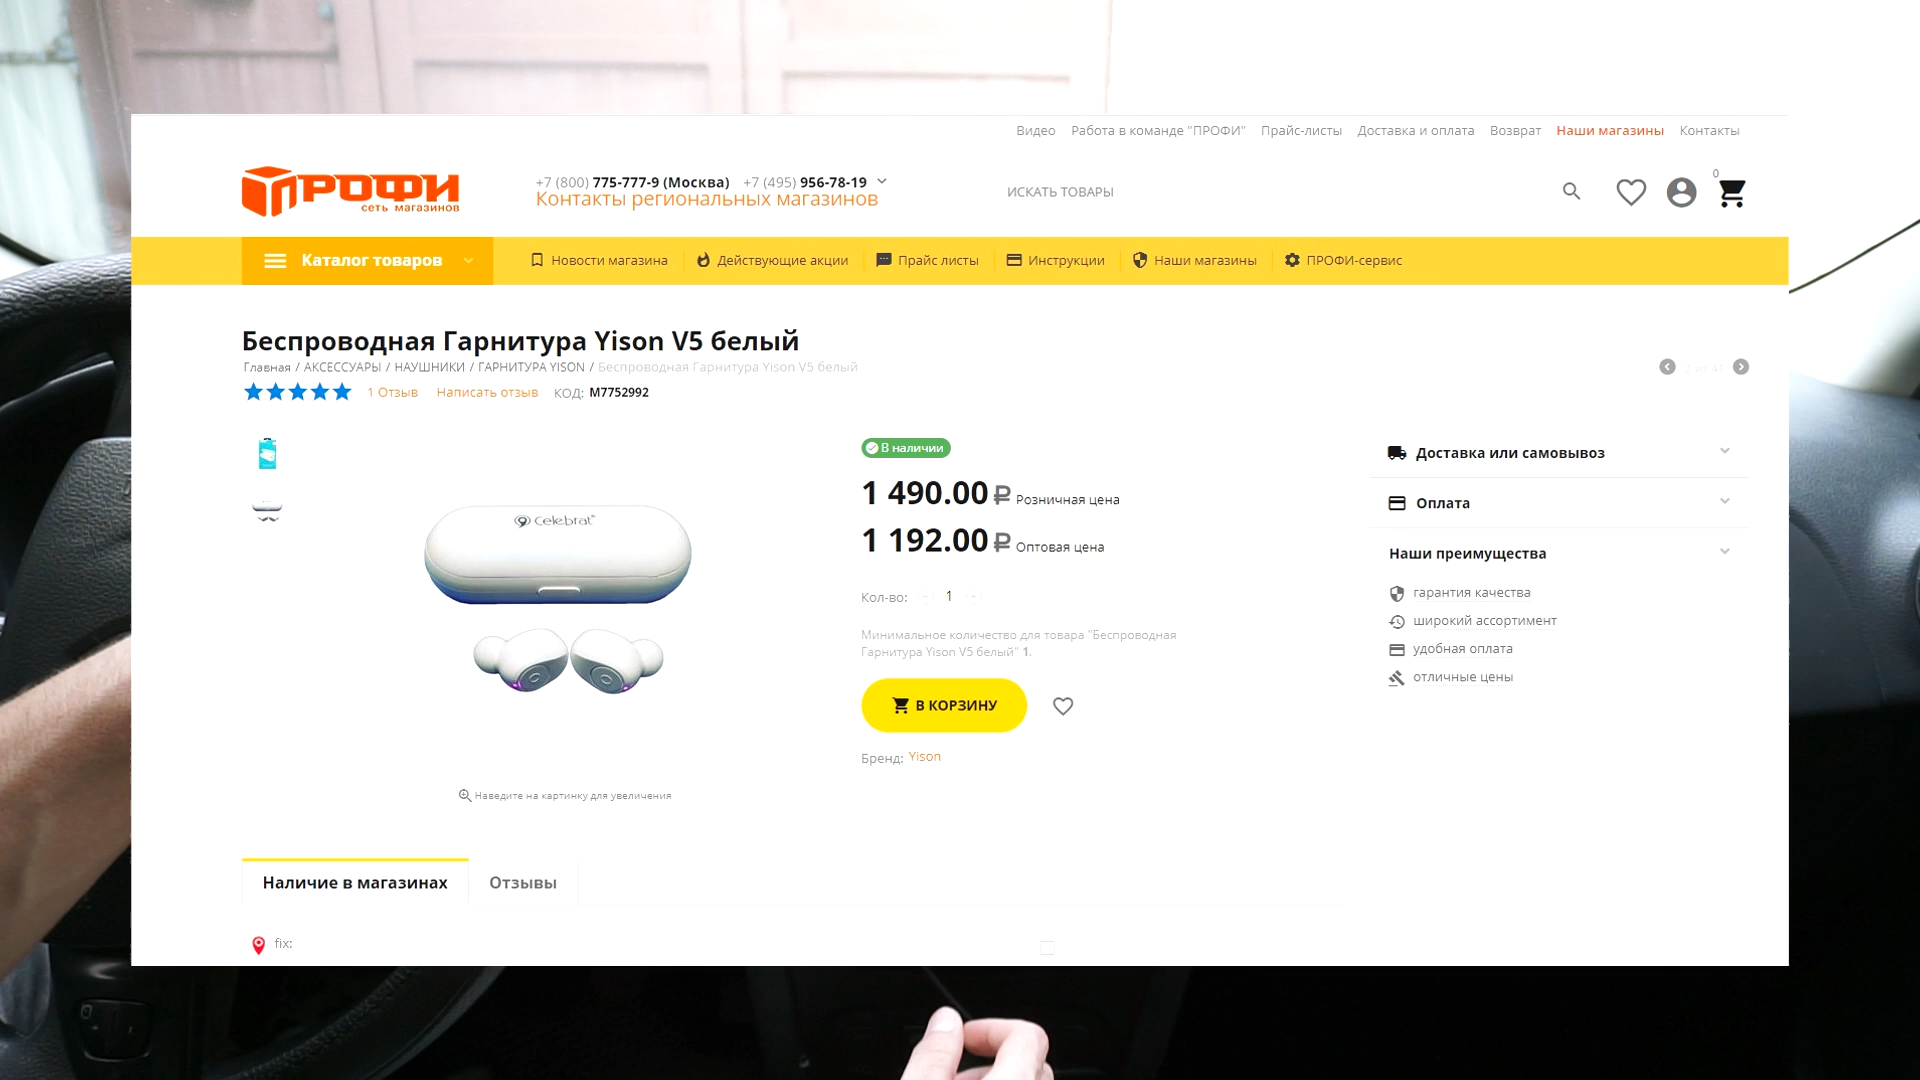 Видео Работа в команде "ПРОФИ" Прайс-листы Доставка и оплата Возврат Наши магазины Контакты
ПРОФИ
сеть магазинов
+7 (800) 775-777-9 (Москва) +7 (495) 956-78-19
Контакты региональных магазинов
ИСКАТЬ ТОВАРЫ
0
Каталог товаров
Новости магазина Действующие акции Прайс листы Инструкции Наши магазины ПРОФИ-сервис
Беспроводная Гарнитура Yison V5 белый
Главная / АКСЕССУАРЫ / НАУШНИКИ / ГАРНИТУРА YISON / Беспроводная Гарнитура Yison V5 белый
2 из 41
1 Отзыв Написать отзыв КОД: M7752992
Celebrat
В наличии
1 490.00 ₽ Розничная цена
1 192.00 ₽ Оптовая цена
Кол-во: − 1 +
Минимальное количество для товара "Беспроводная
Гарнитура Yison V5 белый" 1.
В КОРЗИНУ
Бренд: Yison
Наведите на картинку для увеличения
Доставка или самовывоз
Оплата
Наши преимущества
гарантия качества
широкий ассортимент
удобная оплата
отличные цены
Наличие в магазинах Отзывы
fix: